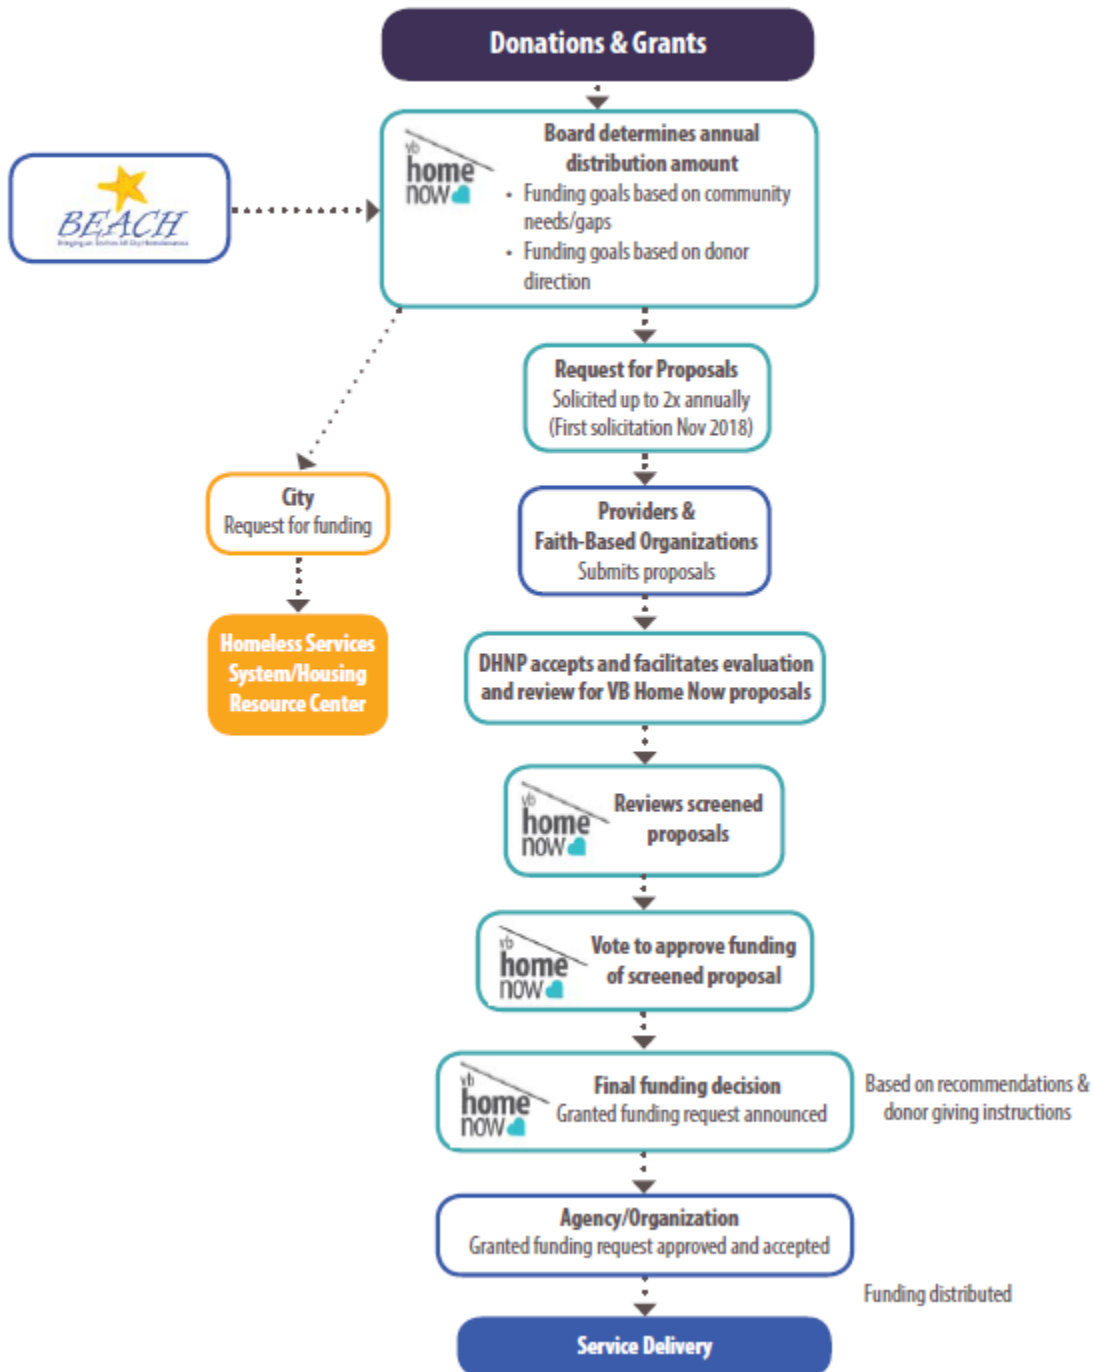 Donations & Grants
vb
home
now
Board determines annual
distribution amount
• Funding goals based on community
needs/gaps
• Funding goals based on donor
direction
BEACH
Request for Proposals
Solicited up to 2x annually
(First solicitation Nov 2018)
City
Request for funding
Providers &
Faith-Based Organizations
Submits proposals
Homeless Services
System/Housing
Resource Center
DHNP accepts and facilitates evaluation
and review for VB Home Now proposals
vb
home
now
Reviews screened
proposals
vb
home
now
Vote to approve funding
of screened proposal
vb
home
now
Final funding decision
Granted funding request announced
Based on recommendations &
donor giving instructions
Agency/Organization
Granted funding request approved and accepted
Funding distributed
Service Delivery